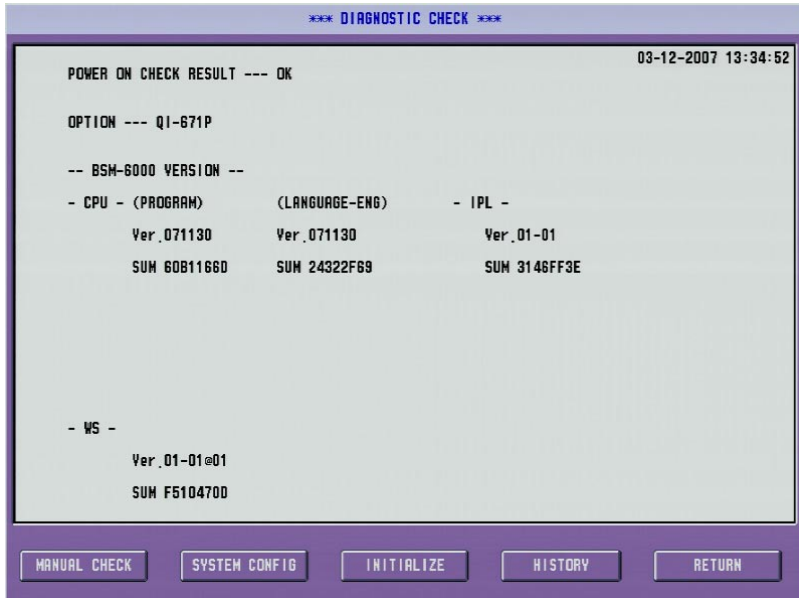 *** DIAGNOSTIC CHECK ***
03-12-2007 13:34:52
POWER ON CHECK RESULT --- OK
OPTION --- QI-671P
-- BSM-6000 VERSION --
- CPU - (PROGRAM) (LANGUAGE-ENG) - IPL -
Ver.071130 Ver.071130 Ver.01-01
SUM 60B1166D SUM 24322F69 SUM 3146FF3E
- WS -
Ver.01-01@01
SUM F510470D
MANUAL CHECK SYSTEM CONFIG INITIALIZE HISTORY RETURN